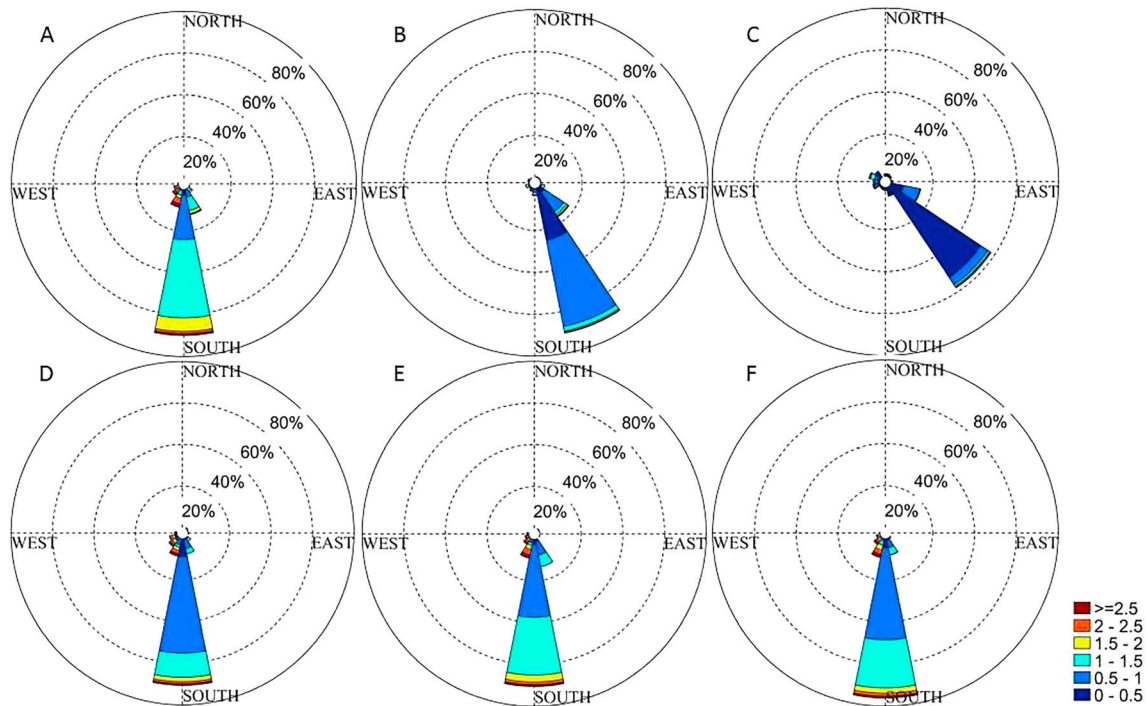 A
NORTH
80%
60%
40%
20%
WEST
EAST
SOUTH
B
NORTH
80%
60%
40%
20%
WEST
EAST
SOUTH
C
NORTH
80%
60%
40%
20%
WEST
EAST
SOUTH
D
NORTH
80%
60%
40%
20%
WEST
EAST
SOUTH
E
NORTH
80%
60%
40%
20%
WEST
EAST
SOUTH
F
NORTH
80%
60%
40%
20%
WEST
EAST
SOUTH
>=2.5
2 - 2.5
1.5 - 2
1 - 1.5
0.5 - 1
0 - 0.5